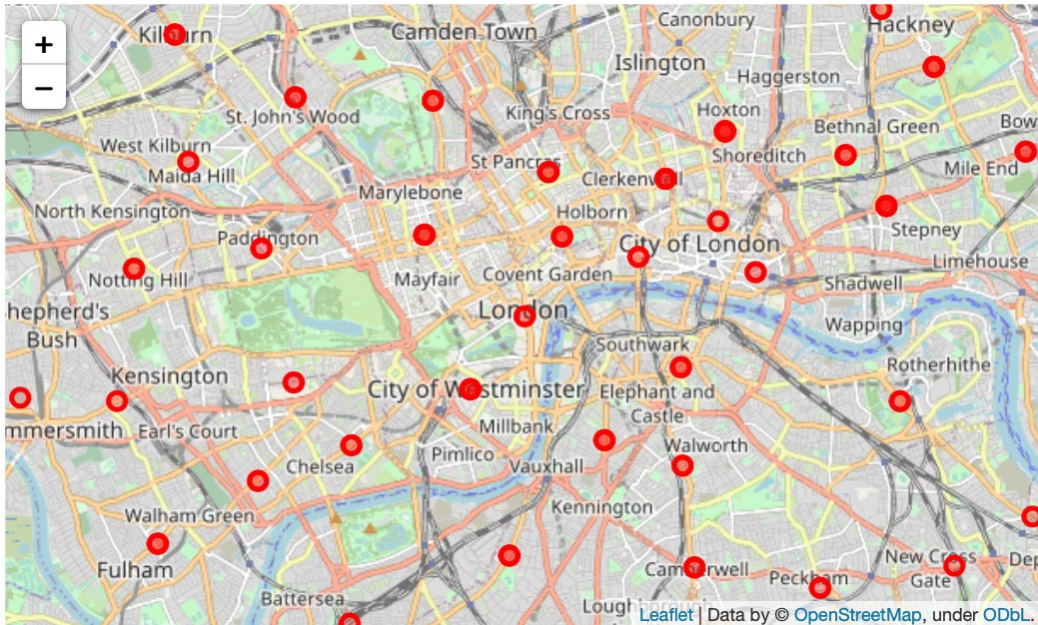 +
−
Kilburn
Camden Town
Canonbury
Hackney
Islington
Haggerston
St. John's Wood
King's Cross
Hoxton
Bethnal Green
Bow
West Kilburn
Maida Hill
St Pancras
Clerkenwell
Shoreditch
Mile End
Marylebone
North Kensington
Holborn
Paddington
City of London
Stepney
Notting Hill
Mayfair
Covent Garden
Shadwell
Limehouse
hepherd's
Bush
London
Wapping
Southwark
Rotherhithe
Kensington
City of Westminster
Elephant and
Castle
mmersmith
Earl's Court
Millbank
Walworth
Chelsea
Pimlico
Vauxhall
Walham Green
Kennington
Fulham
Camberwell
Peckham
New Cross
Gate
Dep
Battersea
Loughborough
Leaflet | Data by © OpenStreetMap, under ODbL.